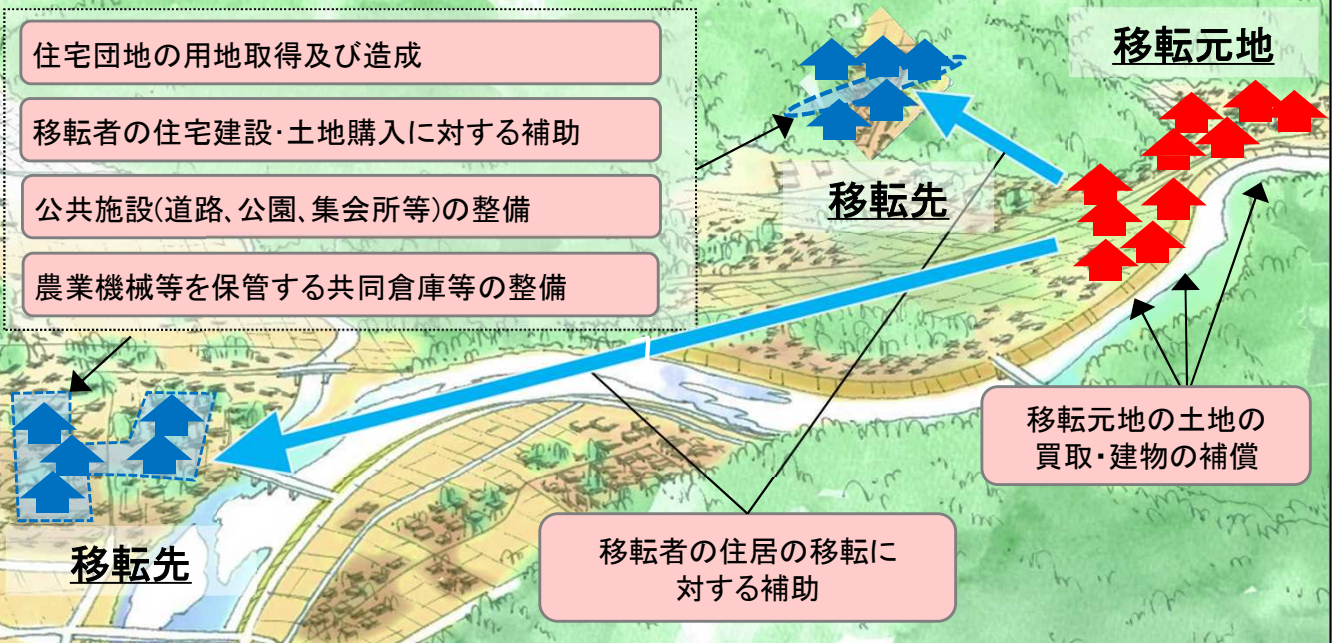 住宅団地の用地取得及び造成
移転者の住宅建設･土地購入に対する補助
公共施設(道路､公園､集会所等)の整備
農業機械等を保管する共同倉庫等の整備
移転元地
移転先
移転元地の土地の
買取･建物の補償
移転者の住居の移転に
対する補助
移転先